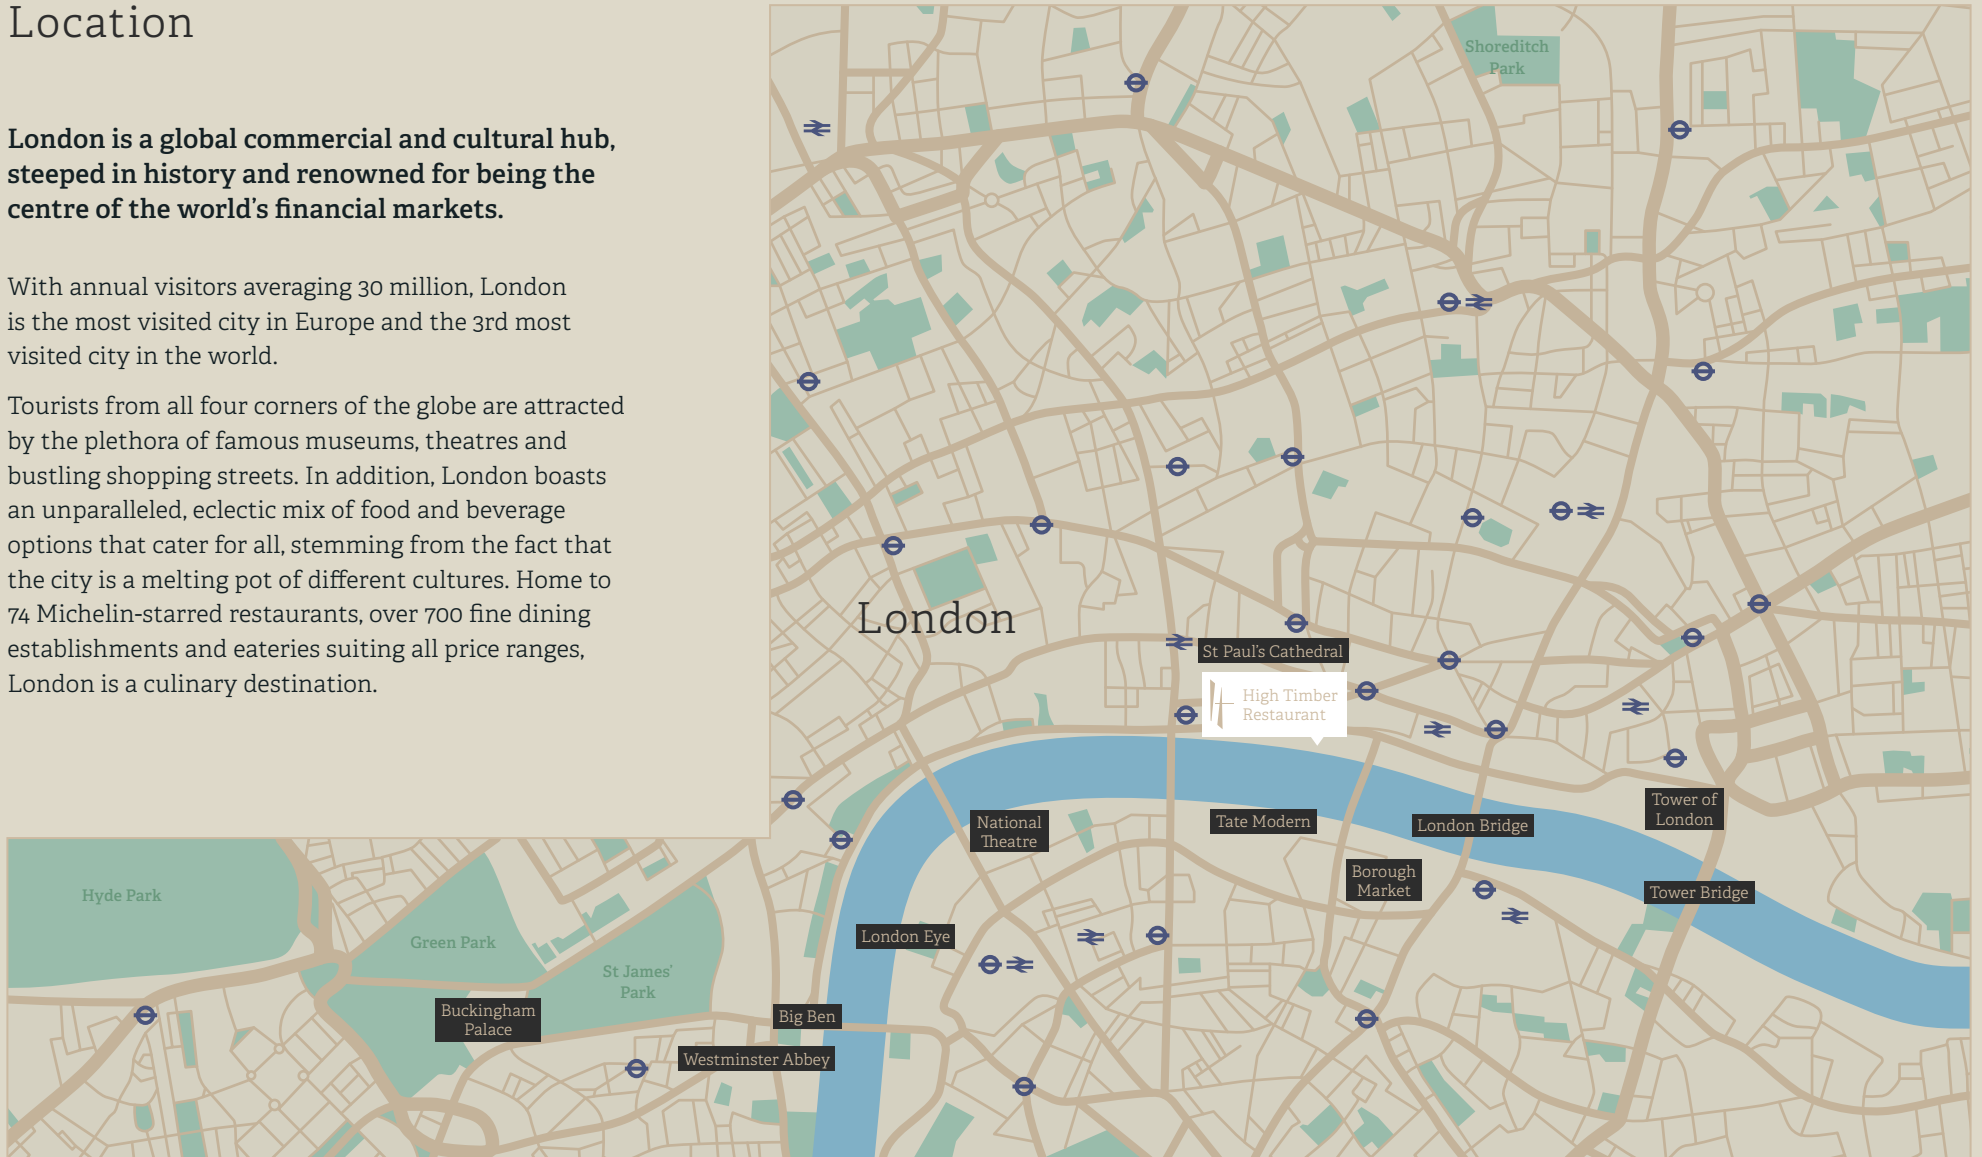 Location
London is a global commercial and cultural hub,
steeped in history and renowned for being the
centre of the world’s financial markets.
With annual visitors averaging 30 million, London
is the most visited city in Europe and the 3rd most
visited city in the world.
Tourists from all four corners of the globe are attracted
by the plethora of famous museums, theatres and
bustling shopping streets. In addition, London boasts
an unparalleled, eclectic mix of food and beverage
options that cater for all, stemming from the fact that
the city is a melting pot of different cultures. Home to
74 Michelin-starred restaurants, over 700 fine dining
establishments and eateries suiting all price ranges,
London is a culinary destination.
Shoreditch
Park
London
St Paul’s Cathedral
High Timber
Restaurant
National
Theatre
Tate Modern
London Bridge
Tower of
London
Borough
Market
Tower Bridge
Hyde Park
Green Park
London Eye
St James’
Park
Buckingham
Palace
Big Ben
Westminster Abbey